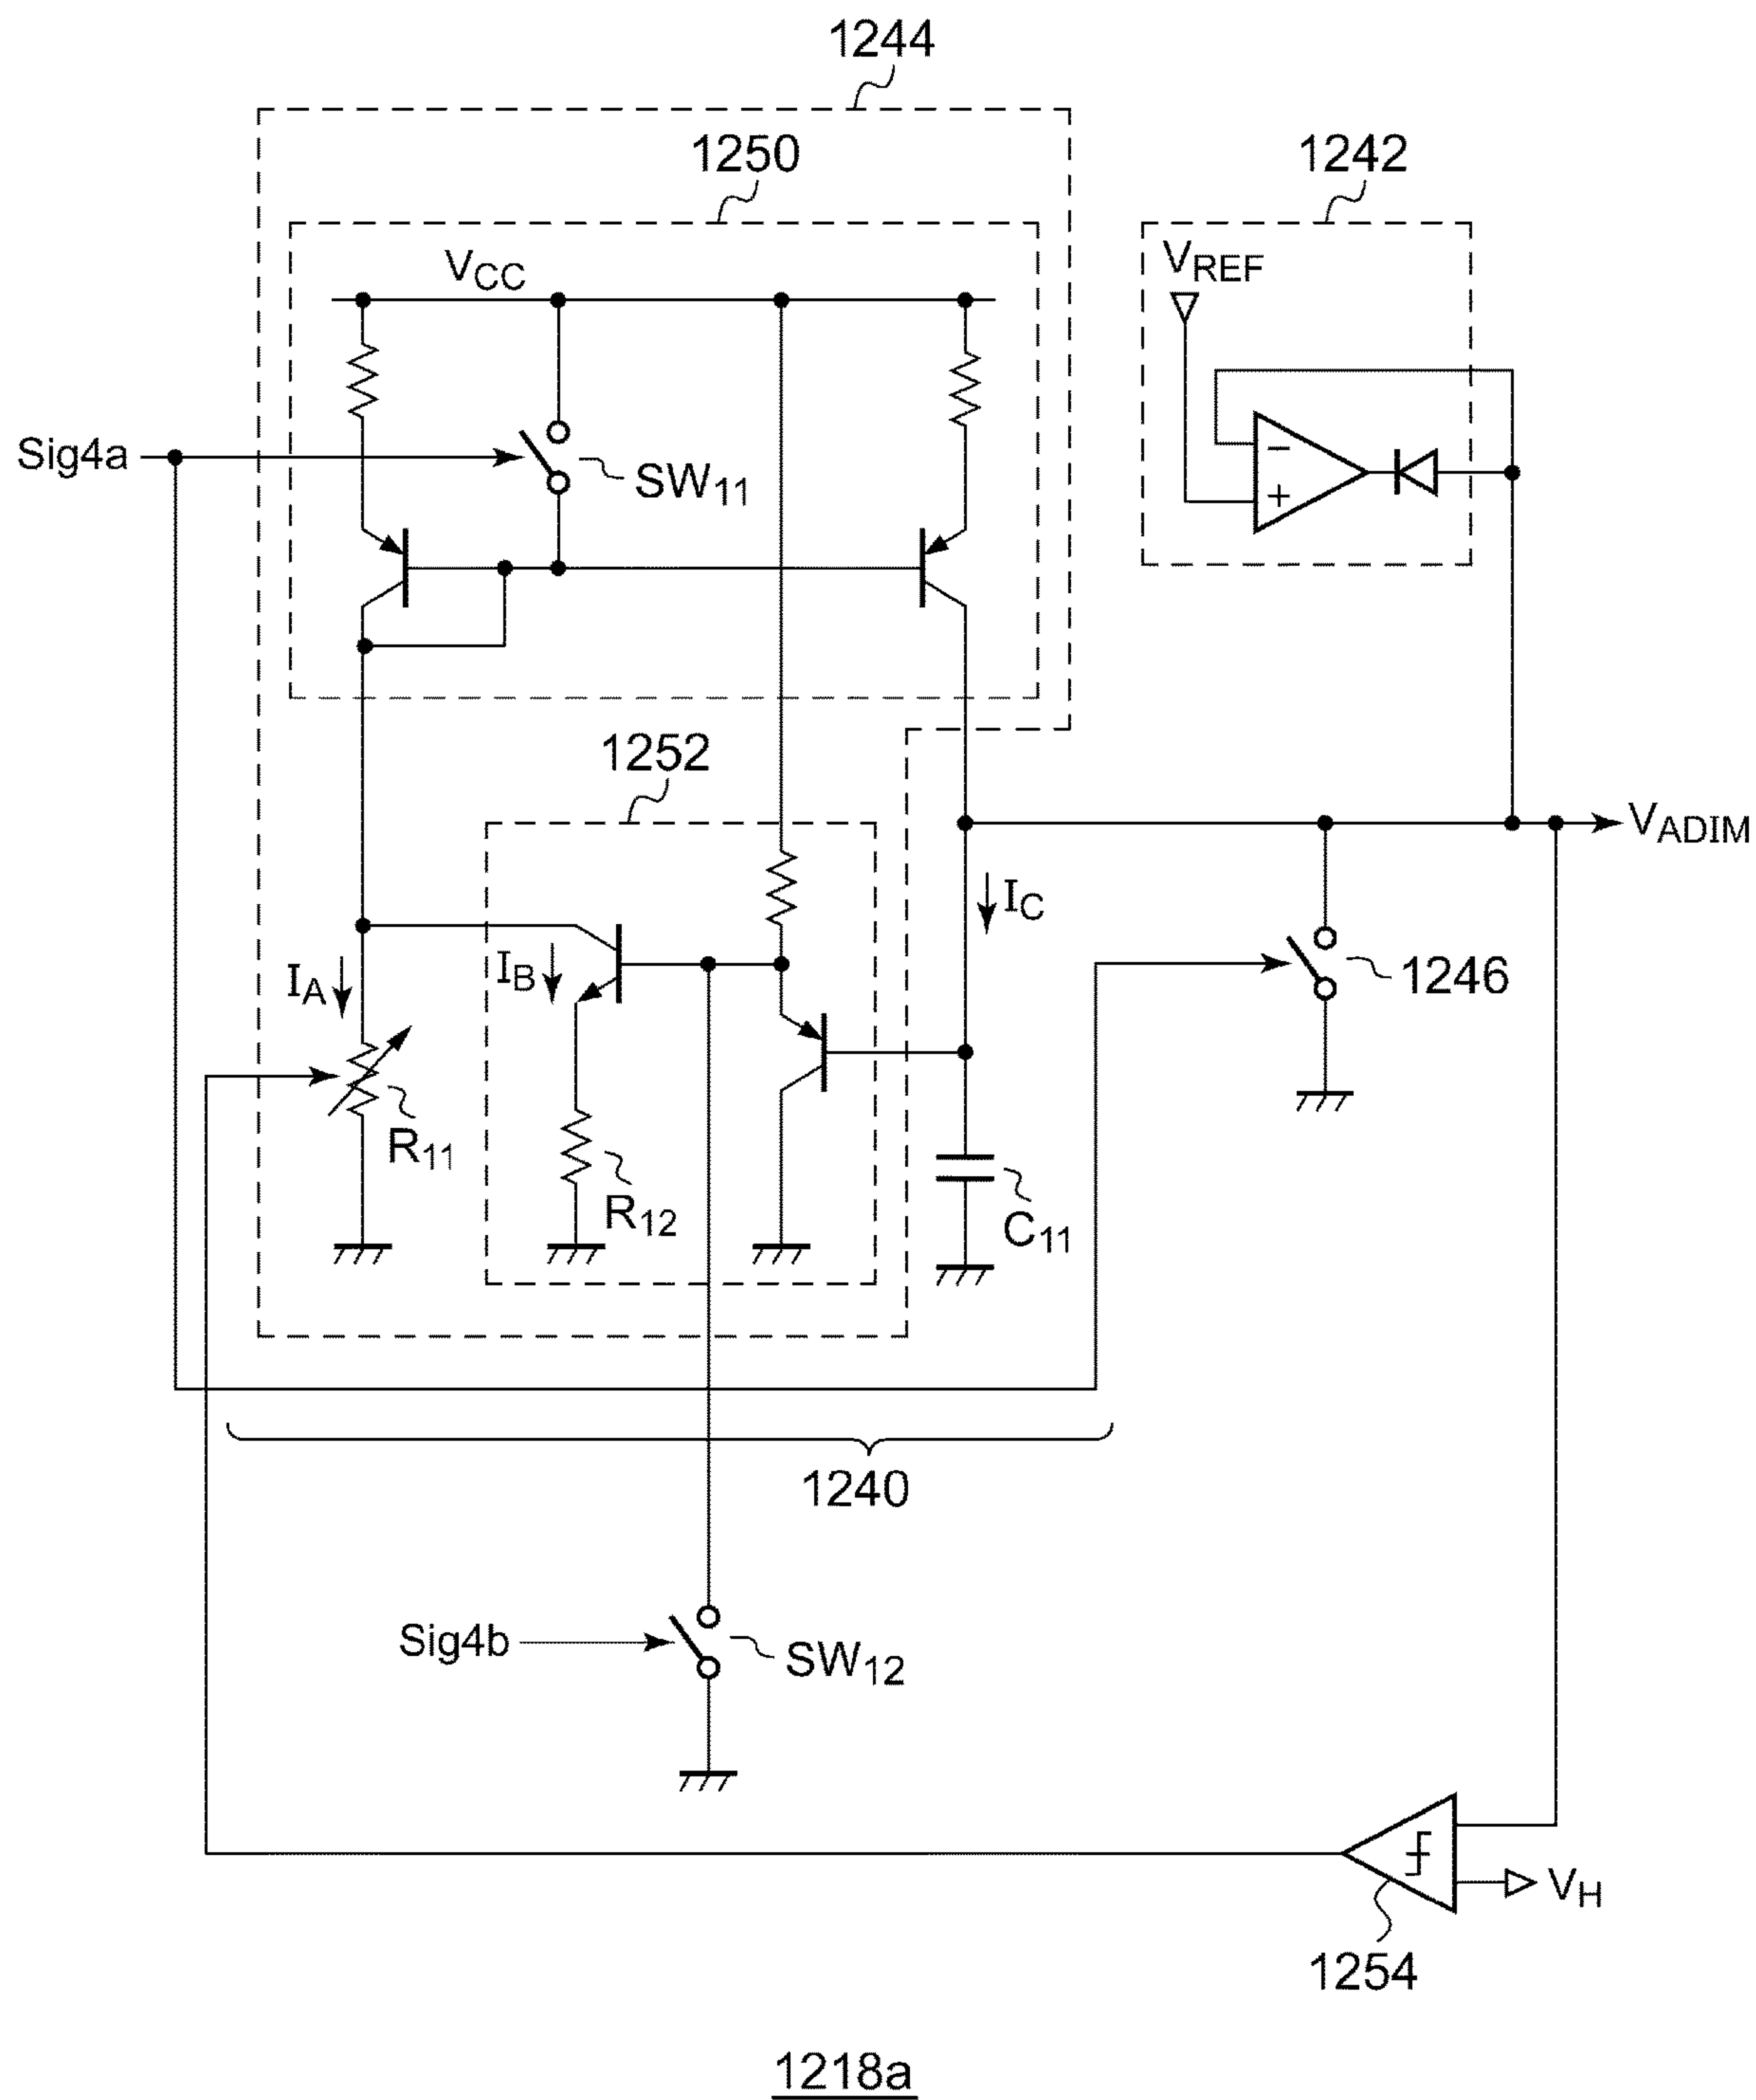 1244
1250
1242
VCC
VREF
Sig4a
SW11
−
+
1252
VADIM
IC
IA
IB
1246
R11
R12
C11
1240
Sig4b
SW12
VH
1254
1218a